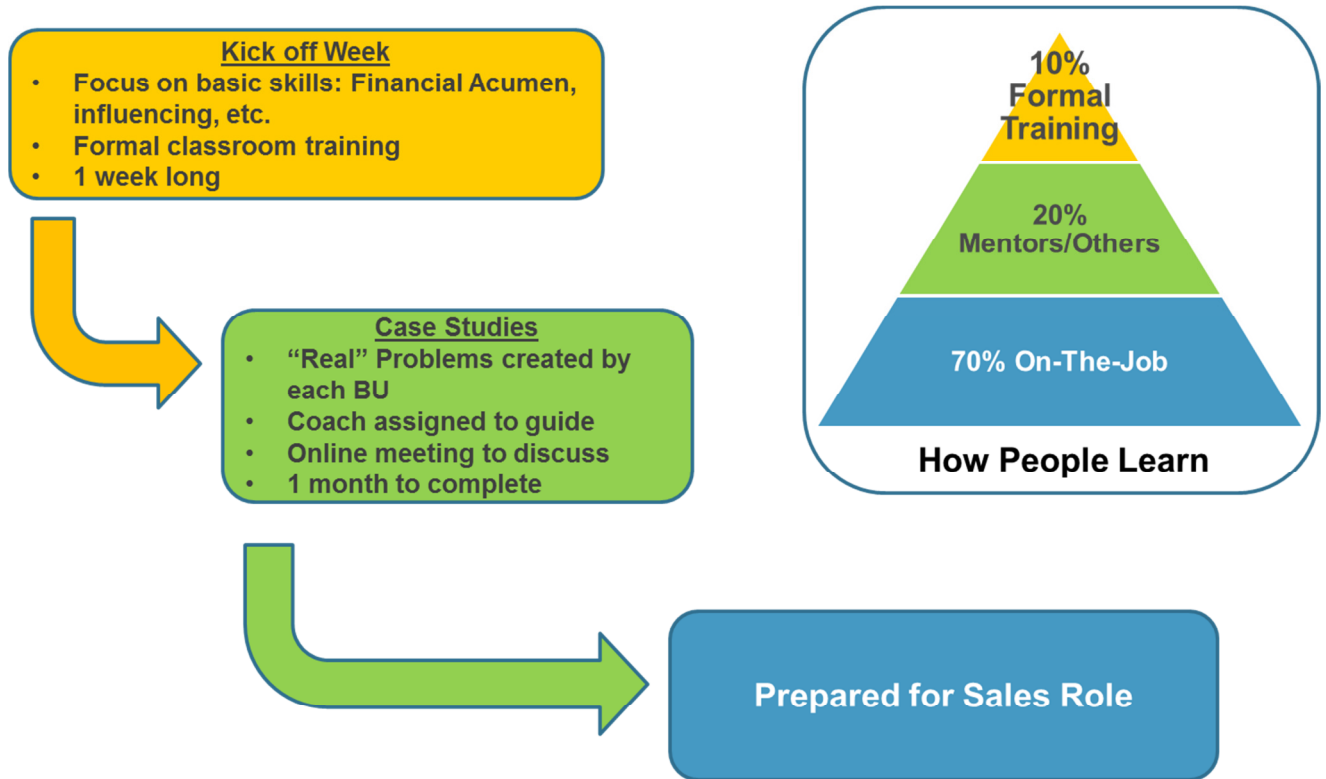 Kick off Week
• Focus on basic skills: Financial Acumen,
influencing, etc.
• Formal classroom training
• 1 week long
10%
Formal
Training
20%
Mentors/Others
70% On-The-Job
How People Learn
Case Studies
• “Real” Problems created by
each BU
• Coach assigned to guide
• Online meeting to discuss
• 1 month to complete
Prepared for Sales Role